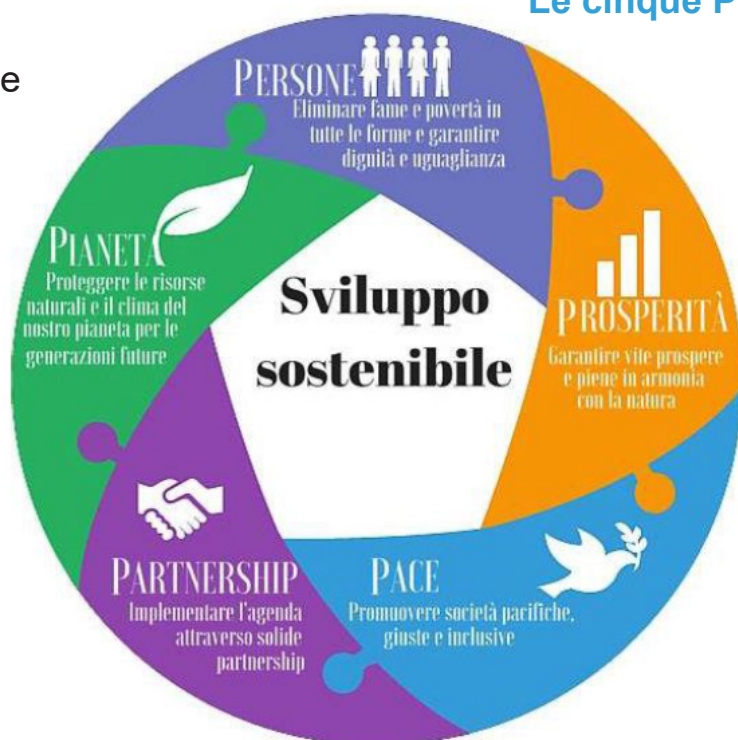 Le cinque P
e
PERSONE
Eliminare fame e povertà in
tutte le forme e garantire
dignità e uguaglianza
PIANETA
Proteggere le risorse
naturali e il clima del
nostro pianeta per le
generazioni future
Sviluppo
sostenibile
PROSPERITÀ
Garantire vite prospere
e piene in armonia
con la natura
PARTNERSHIP
Implementare l'agenda
attraverso solide
partnership
PACE
Promuovere società pacifiche,
giuste e inclusive